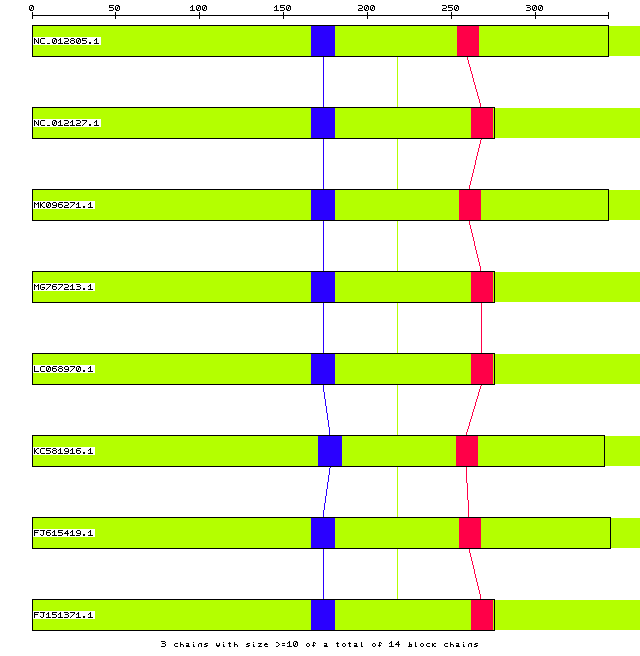 0 50 100 150 200 250 300
NC_012805.1
NC_012127.1
MK096271.1
MG767213.1
LC068970.1
KC581916.1
FJ615419.1
FJ151371.1
3 chains with size >=10 of a total of 14 block chains